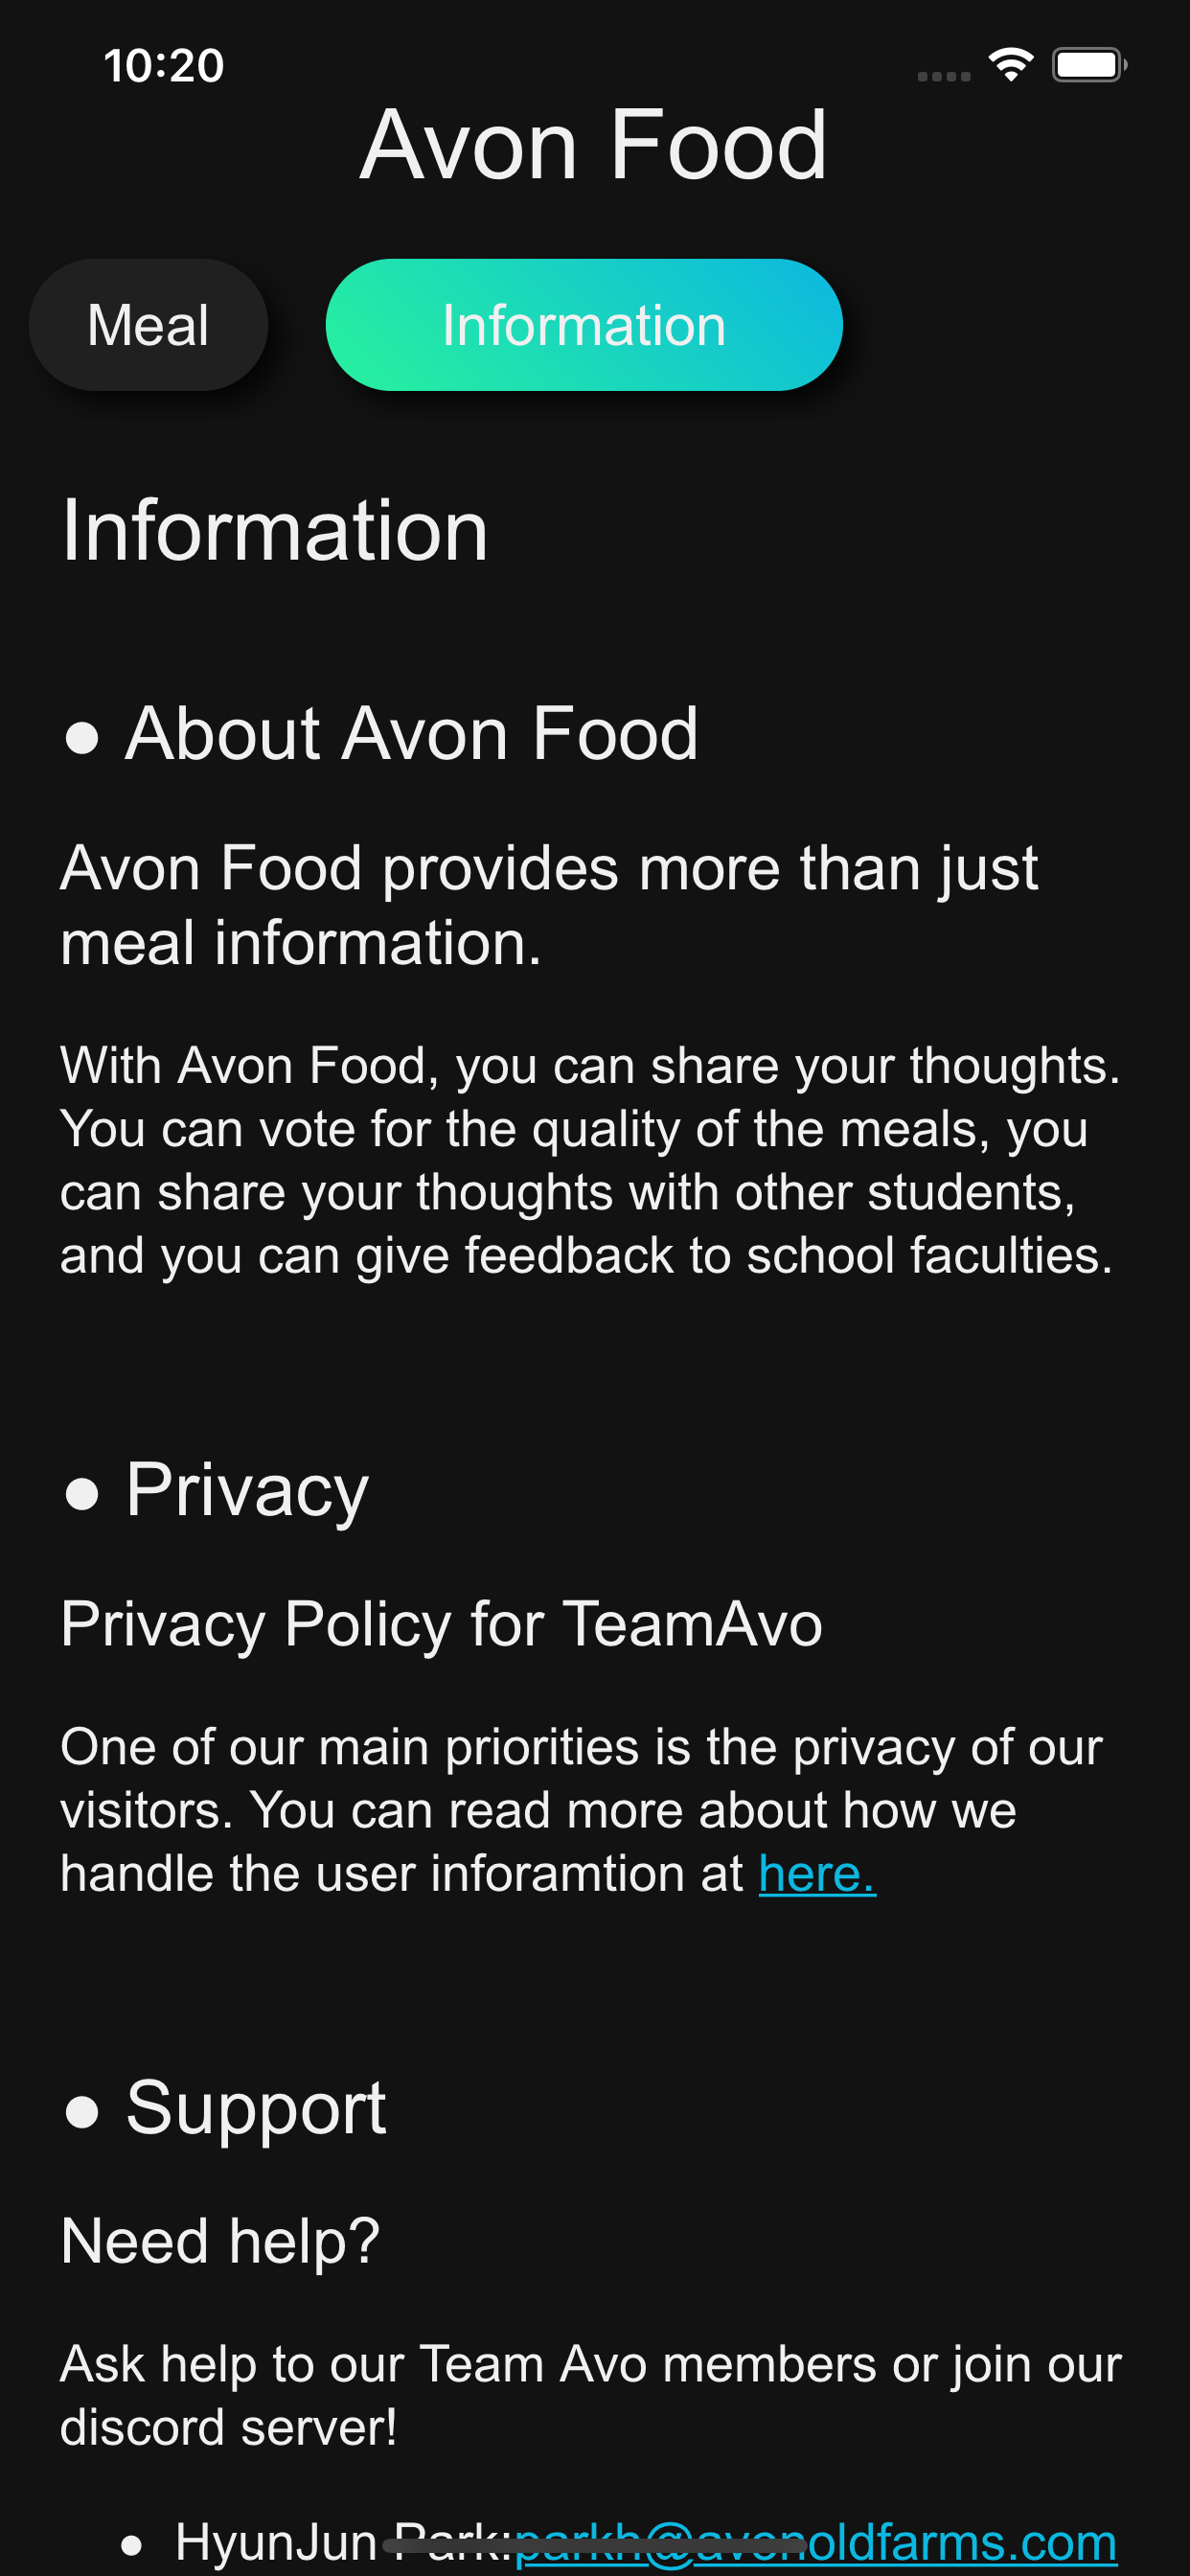 10:20
Avon Food
Meal
Information
Information
● About Avon Food
Avon Food provides more than just
meal information.
With Avon Food, you can share your thoughts.
You can vote for the quality of the meals, you
can share your thoughts with other students,
and you can give feedback to school faculties.
● Privacy
Privacy Policy for TeamAvo
One of our main priorities is the privacy of our
visitors. You can read more about how we
handle the user inforamtion at here.
● Support
Need help?
Ask help to our Team Avo members or join our
discord server!
● HyunJun Park:parkh@avonoldfarms.com